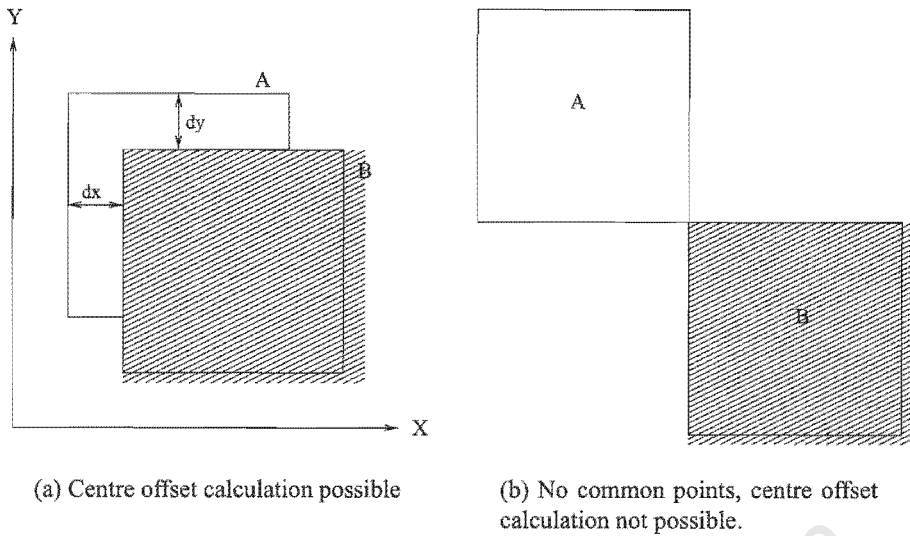 Y
A
dy
B
dx
X
(a) Centre offset calculation possible
A
B
(b) No common points, centre offset
calculation not possible.